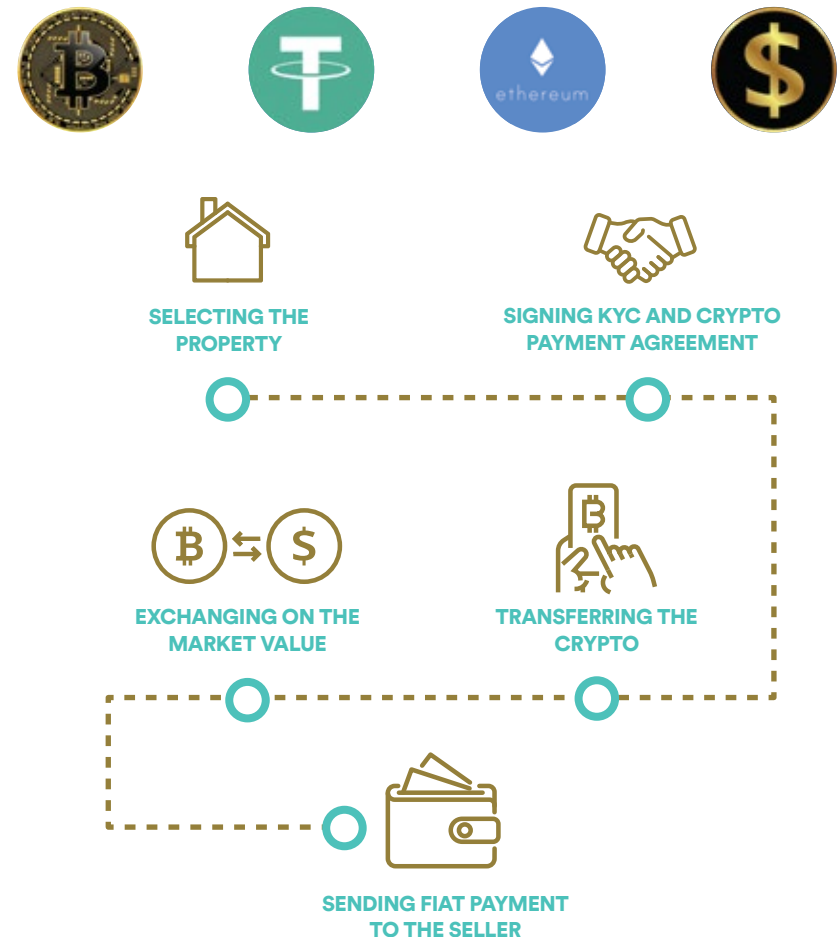 ethereum
SELECTING THE
PROPERTY
SIGNING KYC AND CRYPTO
PAYMENT AGREEMENT
EXCHANGING ON THE
MARKET VALUE
TRANSFERRING THE
CRYPTO
SENDING FIAT PAYMENT
TO THE SELLER